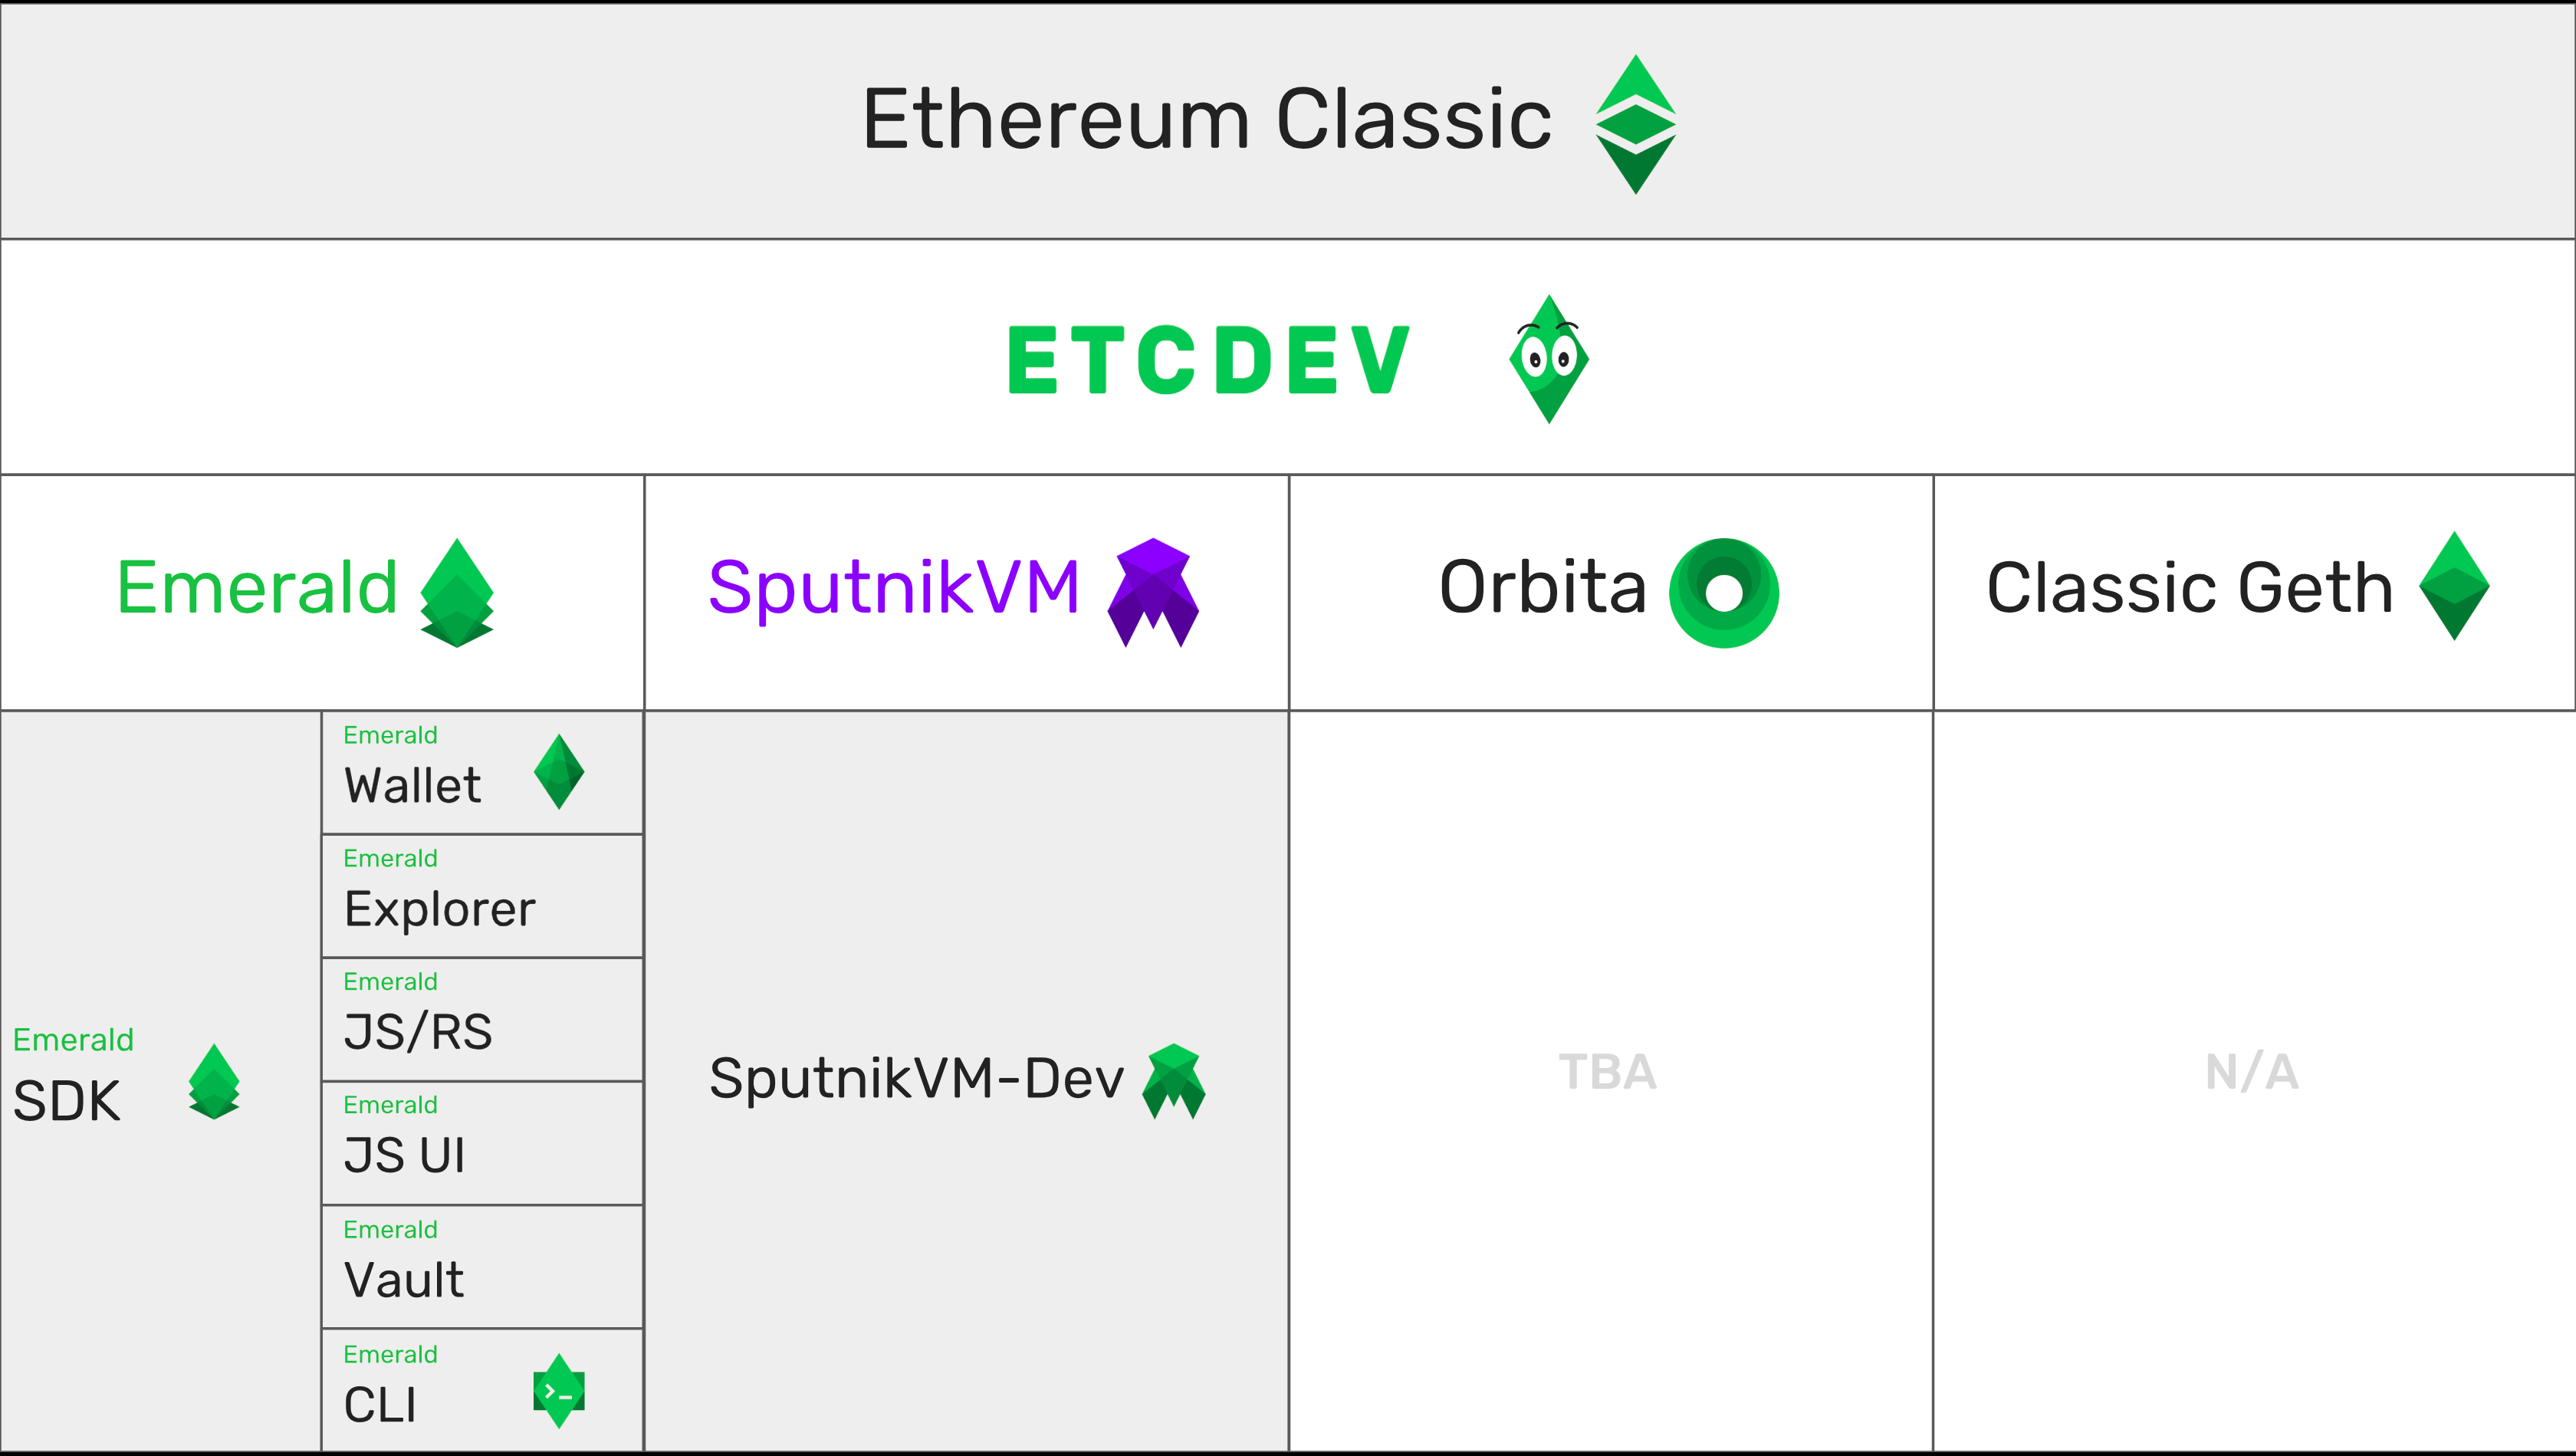 Ethereum Classic
ETCDEV
Emerald
SputnikVM
Orbita
Classic Geth
Emerald
SDK
Emerald
Wallet
Emerald
Explorer
Emerald
JS/RS
Emerald
JS UI
Emerald
Vault
Emerald
CLI
>_
SputnikVM-Dev
TBA
N/A